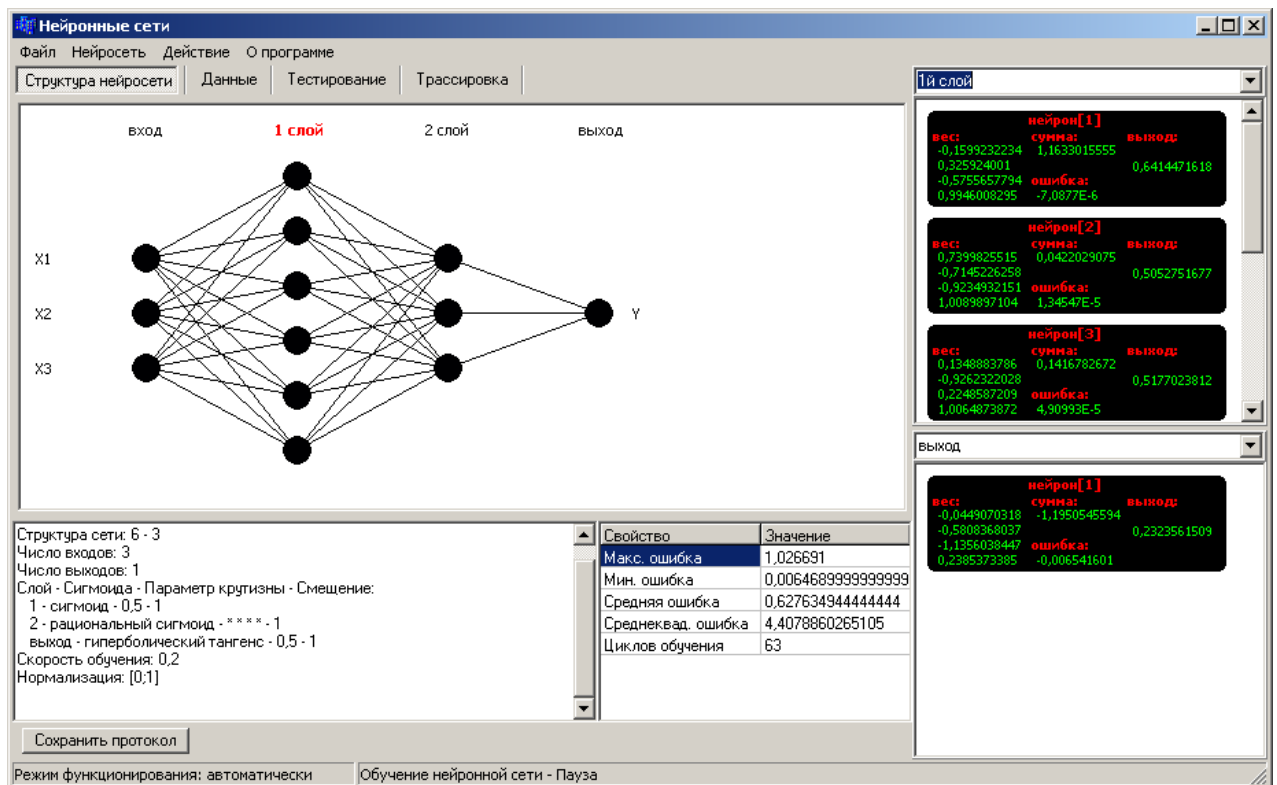 Нейронные сети
Файл Нейросеть Действие О программе
Структура нейросети Данные Тестирование Трассировка
вход 1 слой 2 слой выход
X1
X2
X3
Y
1й слой
нейрон[1]
вес: сумма: выход:
-0,1599232234 1,1633015555
0,325924001 0,6414471618
-0,5755657794 ошибка:
0,9946008295 -7,0877E-6
нейрон[2]
вес: сумма: выход:
0,7399825515 0,0422029075
-0,7145226258 0,5052751677
-0,9234932151 ошибка:
1,0089897104 1,34547E-5
нейрон[3]
вес: сумма: выход:
0,1348883786 0,1416782672
-0,9262322028 0,5177023812
0,2248587209 ошибка:
1,0064873872 4,90993E-5
выход
нейрон[1]
вес: сумма: выход:
-0,0449070318 -1,1950545594
-0,5808368037 0,2323561509
-1,1356038447 ошибка:
0,2385373385 -0,006541601
Структура сети: 6 - 3
Число входов: 3
Число выходов: 1
Слой - Сигмоида - Параметр крутизны - Смещение:
1 - сигмоид - 0,5 - 1
2 - рациональный сигмоид - * * * * - 1
выход - гиперболический тангенс - 0,5 - 1
Скорость обучения: 0,2
Нормализация: [0;1]
Свойство Значение
Макс. ошибка 1,026691
Мин. ошибка 0,0064689999999999
Средняя ошибка 0,627634944444444
Среднеквад. ошибка 4,4078860265105
Циклов обучения 63
Сохранить протокол
Режим функционирования: автоматически Обучение нейронной сети - Пауза